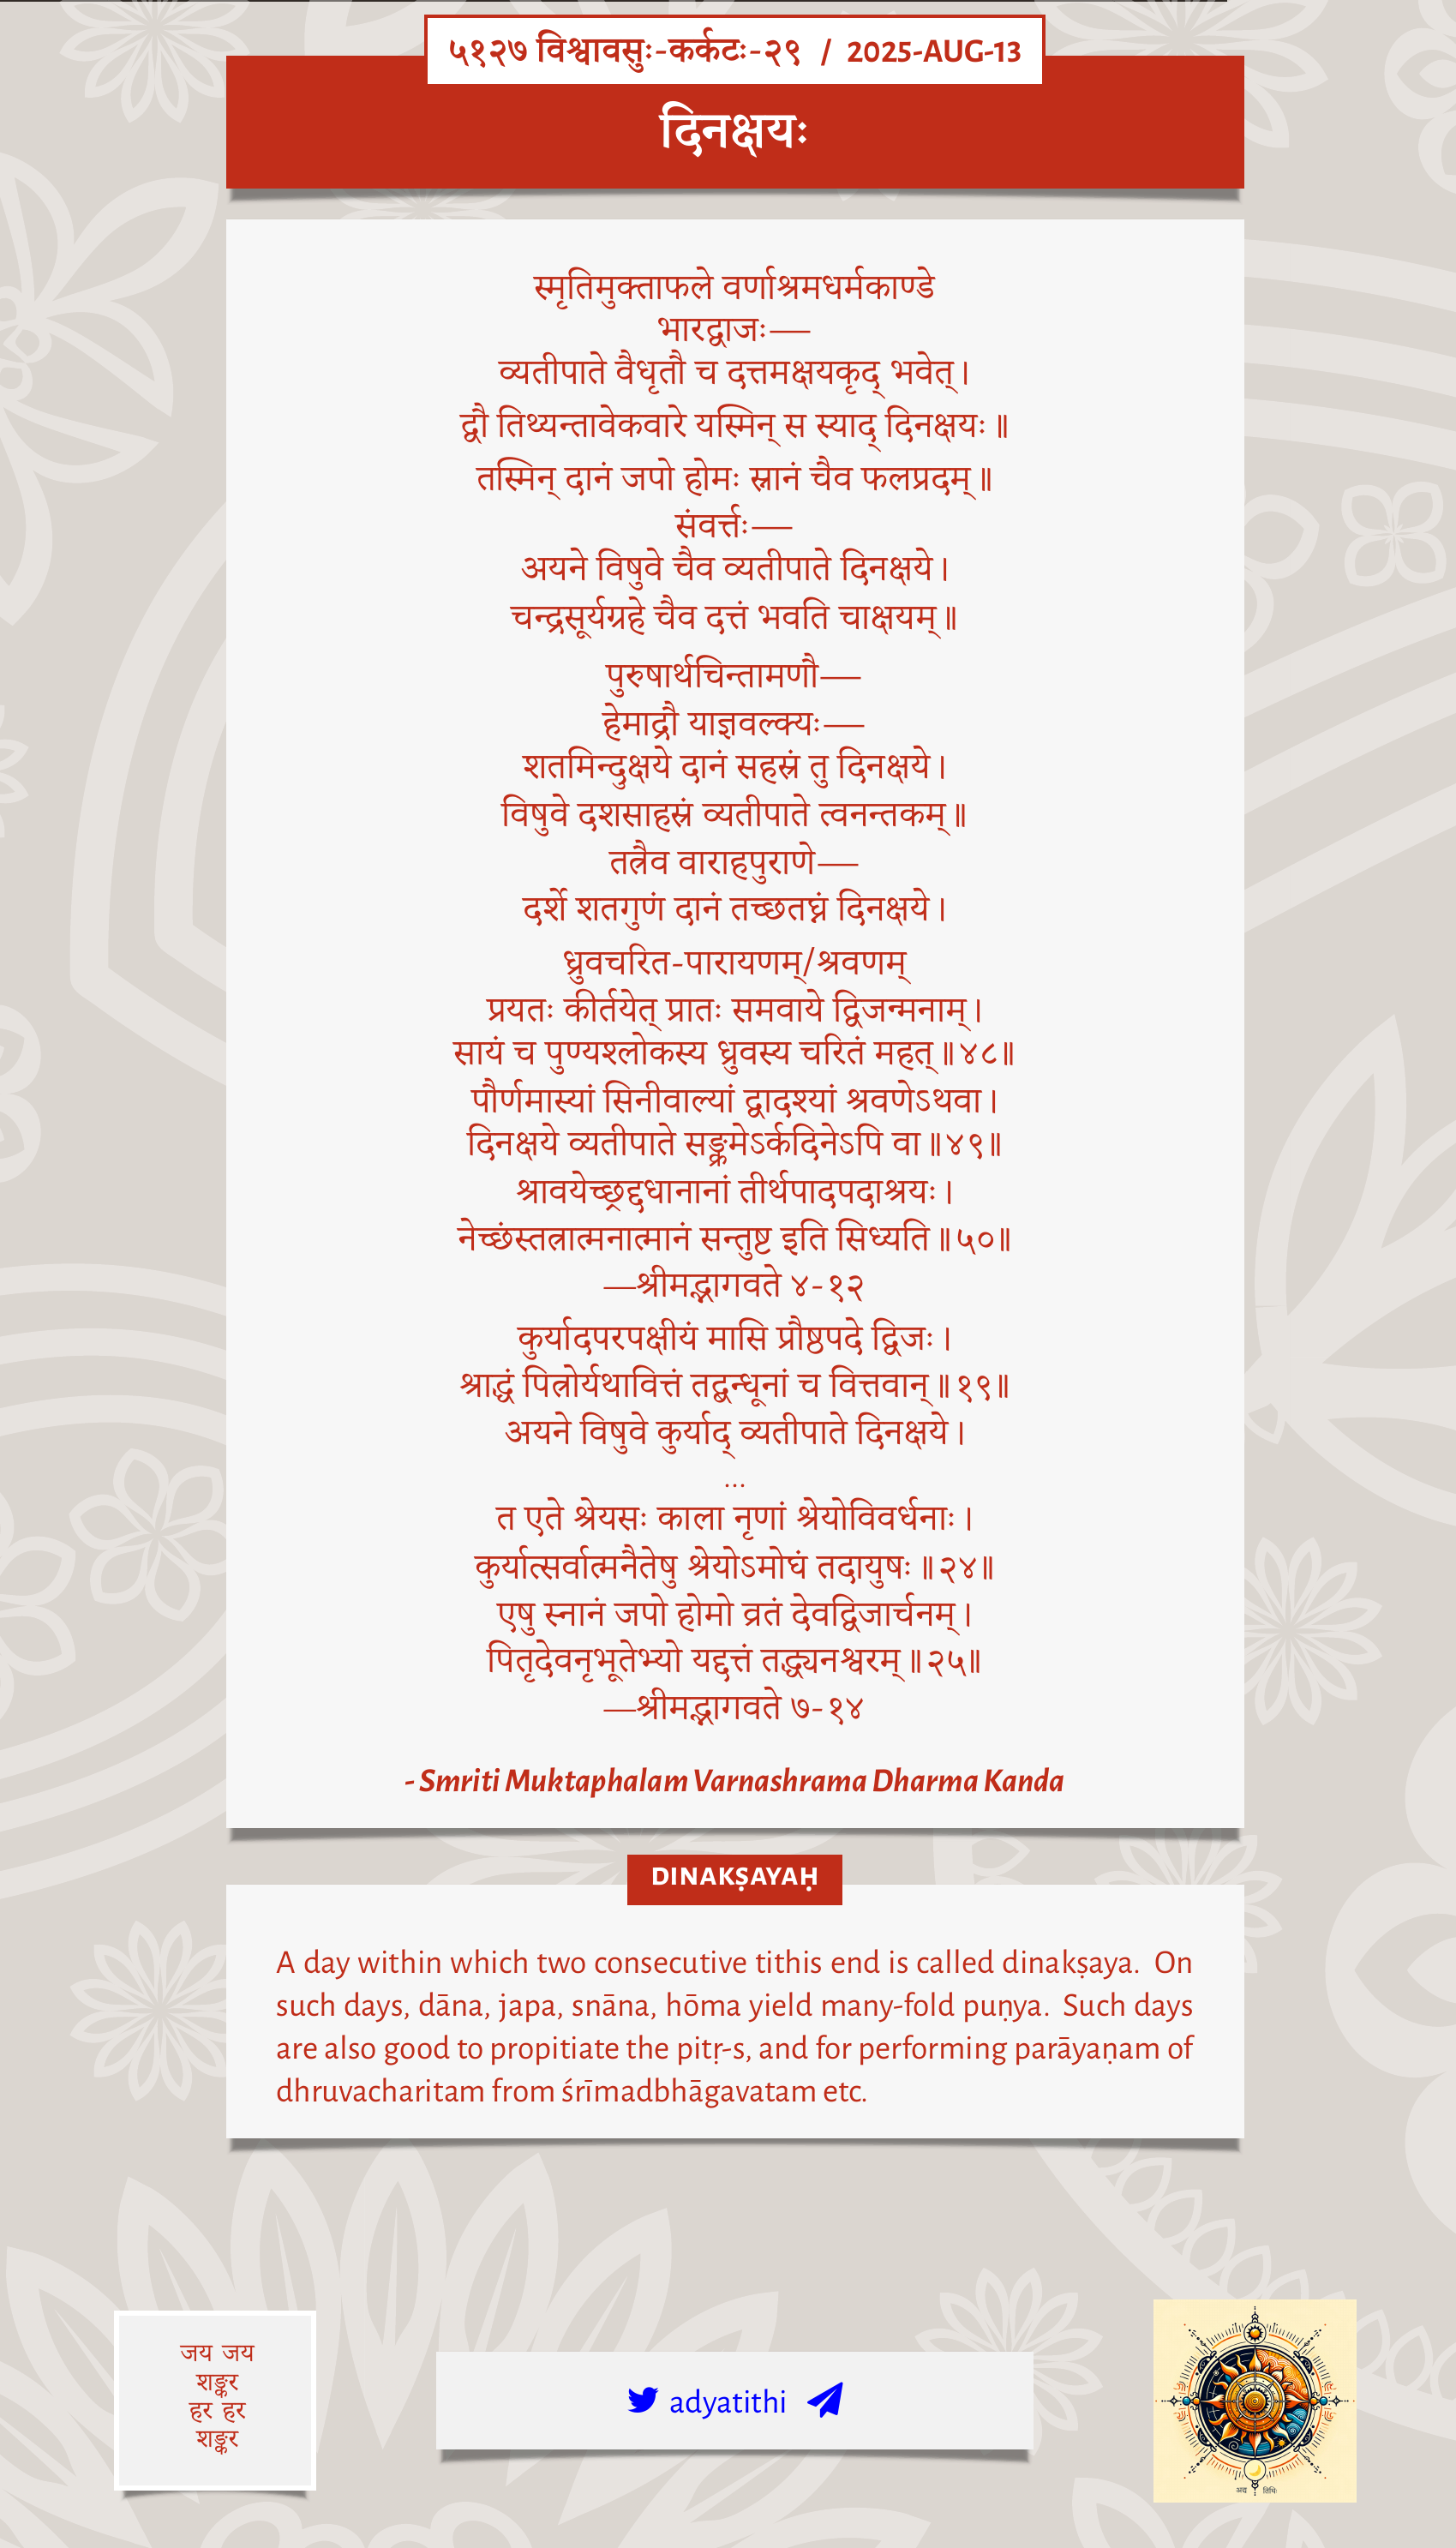 ५१२७ विश्वावसुः-कर्कटः-२९ / 2025-AUG-13
दिनक्षयः
स्मृतिमुक्ताफले वर्णाश्रमधर्मकाण्डे
भारद्वाजः—
व्यतीपाते वैधृतौ च दत्तमक्षयकृद् भवेत्।
द्वौ तिथ्यन्तावेकवारे यस्मिन् स स्याद् दिनक्षयः॥
तस्मिन् दानं जपो होमः स्नानं चैव फलप्रदम्॥
संवर्त्तः—
अयने विषुवे चैव व्यतीपाते दिनक्षये।
चन्द्रसूर्यग्रहे चैव दत्तं भवति चाक्षयम्॥
पुरुषार्थचिन्तामणौ—
हेमाद्रौ याज्ञवल्क्यः—
शतमिन्दुक्षये दानं सहस्रं तु दिनक्षये।
विषुवे दशसाहस्रं व्यतीपाते त्वनन्तकम्॥
तत्रैव वाराहपुराणे—
दर्शे शतगुणं दानं तच्छतघ्नं दिनक्षये।
ध्रुवचरित-पारायणम्/श्रवणम्
प्रयतः कीर्तयेत् प्रातः समवाये द्विजन्मनाम्।
सायं च पुण्यश्लोकस्य ध्रुवस्य चरितं महत्॥४८॥
पौर्णमास्यां सिनीवाल्यां द्वादश्यां श्रवणेऽथवा।
दिनक्षये व्यतीपाते सङ्क्रमेऽर्कदिनेऽपि वा॥४९॥
श्रावयेच्छ्रद्दधानानां तीर्थपादपदाश्रयः।
नेच्छंस्तत्रात्मनात्मानं सन्तुष्ट इति सिध्यति॥५०॥
—श्रीमद्भागवते ४-१२
कुर्यादपरपक्षीयं मासि प्रौष्ठपदे द्विजः।
श्राद्धं पित्रोर्यथावित्तं तद्बन्धूनां च वित्तवान्॥१९॥
अयने विषुवे कुर्याद् व्यतीपाते दिनक्षये।
…
त एते श्रेयसः काला नृणां श्रेयोविवर्धनाः।
कुर्यात्सर्वात्मनैतेषु श्रेयोऽमोघं तदायुषः॥२४॥
एषु स्नानं जपो होमो व्रतं देवद्विजार्चनम्।
पितृदेवनृभूतेभ्यो यद्दत्तं तद्ध्यनश्वरम्॥२५॥
—श्रीमद्भागवते ७-१४
- Smriti Muktaphalam Varnashrama Dharma Kanda
DINAKṢAYAḤ
A day within which two consecutive tithis end is called dinakṣaya. On
such days, dāna, japa, snāna, hōma yield many-fold puṇya. Such days
are also good to propitiate the pitṛ-s, and for performing parāyaṇam of
dhruvacharitam from śrīmadbhāgavatam etc.
जय जय
शङ्कर
हर हर
शङ्कर
adyatithi
अद्य तिथिः